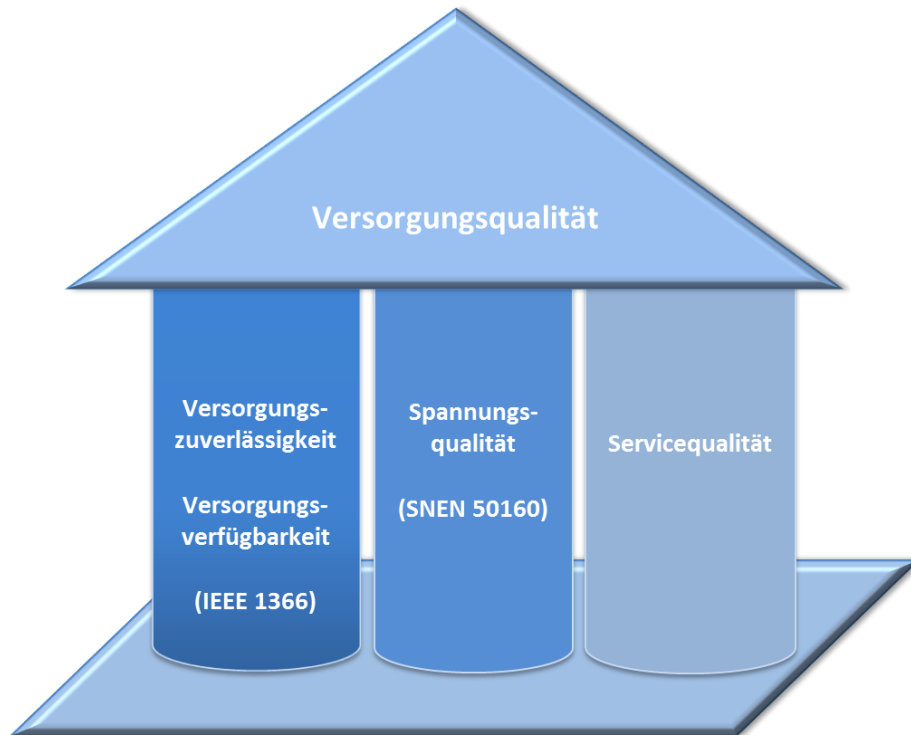 Versorgungsqualität
Versorgungs-
zuverlässigkeit
Versorgungs-
verfügbarkeit
(IEEE 1366)
Spannungs-
qualität
(SNEN 50160)
Servicequalität